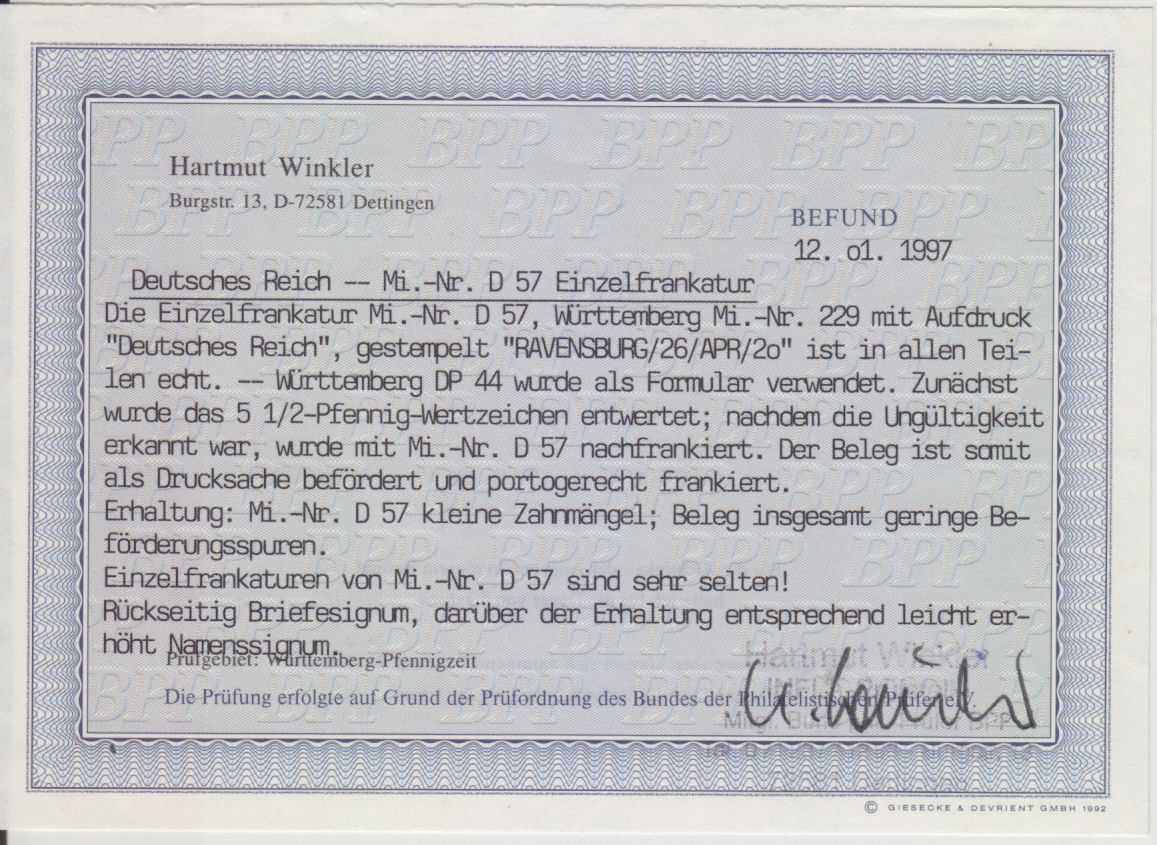 Hartmut Winkler
Burgstr. 13, D-72581 Dettingen
BEFUND
12. o1. 1997
Deutsches Reich -- Mi.-Nr. D 57 Einzelfrankatur
Die Einzelfrankatur Mi.-Nr. D 57, Württemberg Mi.-Nr. 229 mit Aufdruck
"Deutsches Reich", gestempelt "RAVENSBURG/26/APR/2o" ist in allen Tei-
len echt. -- Württemberg DP 44 wurde als Formular verwendet. Zunächst
wurde das 5 1/2-Pfennig-Wertzeichen entwertet; nachdem die Ungültigkeit
erkannt war, wurde mit Mi.-Nr. D 57 nachfrankiert. Der Beleg ist somit
als Drucksache befördert und portogerecht frankiert.
Erhaltung: Mi.-Nr. D 57 kleine Zahnmängel; Beleg insgesamt geringe Be-
förderungsspuren.
Einzelfrankaturen von Mi.-Nr. D 57 sind sehr selten!
Rückseitig Briefesignum, darüber der Erhaltung entsprechend leicht er-
höht Namenssignum.
Prüfgebiet: Württemberg-Pfennigzeit
Hartmut Winkler
Die Prüfung erfolgte auf Grund der Prüfordnung des Bundes der Philatelistischen Prüfer e.V.
BPP
© GIESECKE & DEVRIENT GMBH 1992